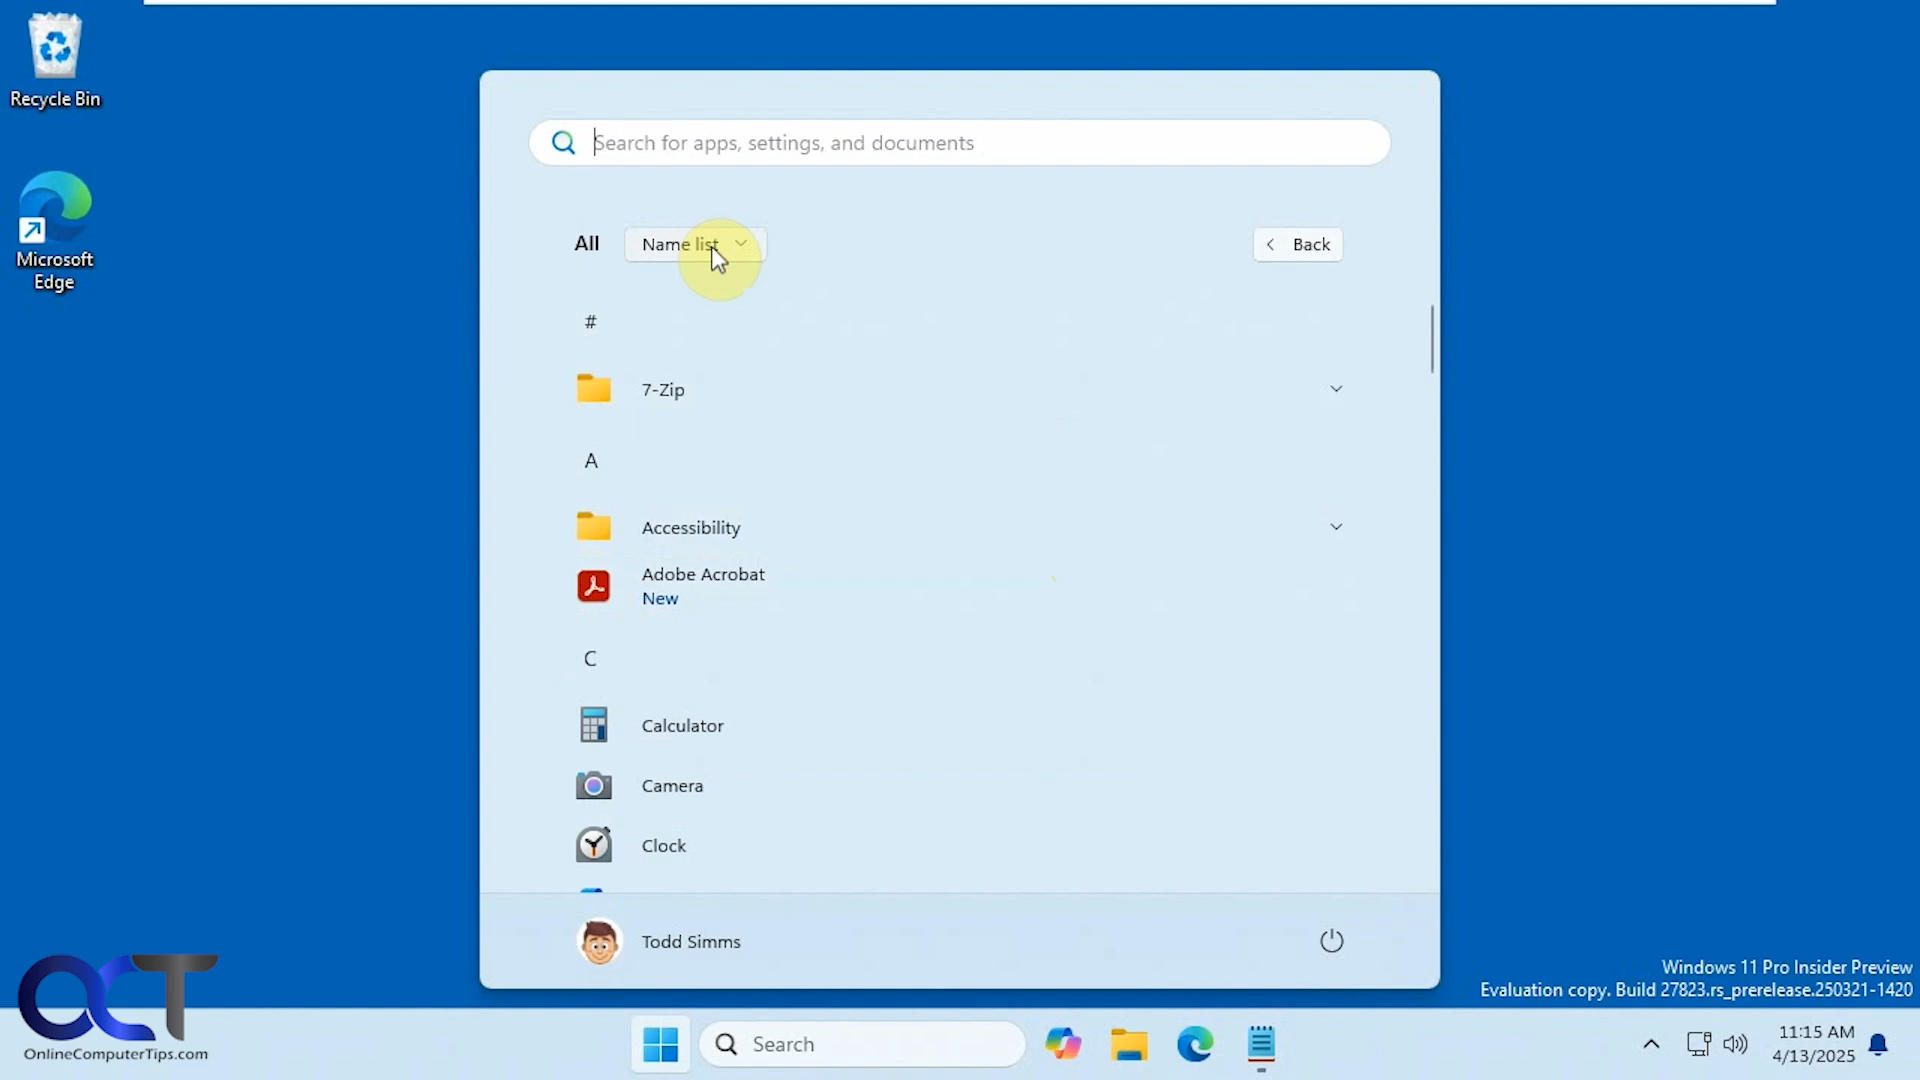 Recycle Bin
Microsoft
Edge
Search for apps, settings, and documents
All
Name list
Back
#
7-Zip
A
Accessibility
Adobe Acrobat
New
C
Calculator
Camera
Clock
Todd Simms
Windows 11 Pro Insider Preview
Evaluation copy. Build 27823.rs_prerelease.250321-1420
OCT
OnlineComputerTips.com
Search
11:15 AM
4/13/2025